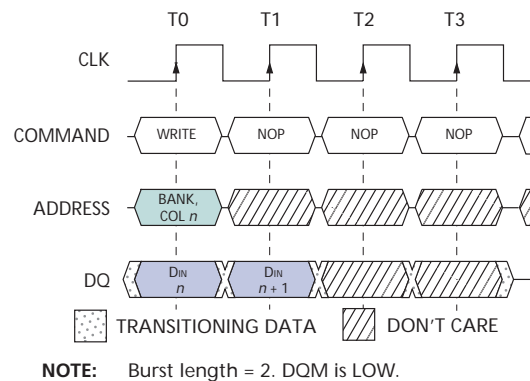 T0 T1 T2 T3
CLK
COMMAND WRITE NOP NOP NOP
ADDRESS BANK, COL n
DQ DIN n DIN n + 1
TRANSITIONING DATA DON'T CARE
NOTE: Burst length = 2. DQM is LOW.